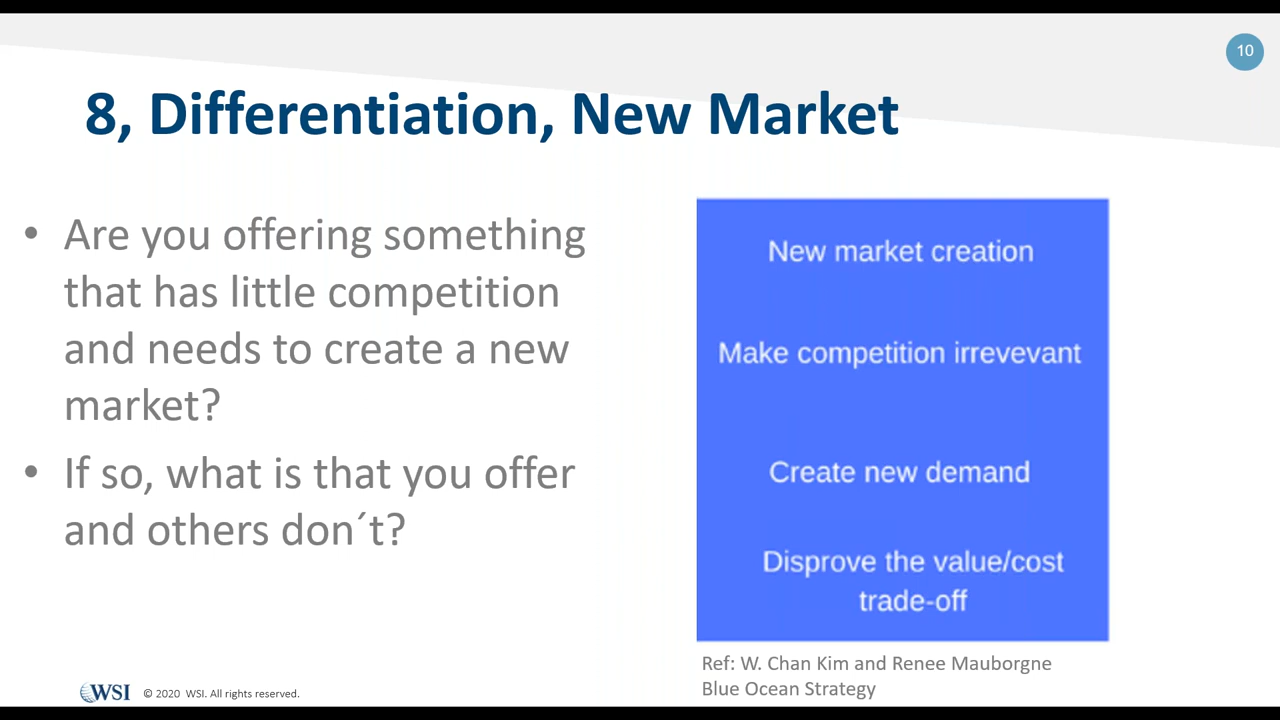 10
8, Differentiation, New Market
• Are you offering something
that has little competition
and needs to create a new
market?
• If so, what is that you offer
and others don´t?
New market creation
Make competition irrevevant
Create new demand
Disprove the value/cost
trade-off
Ref: W. Chan Kim and Renee Mauborgne
Blue Ocean Strategy
WSI © 2020 WSI. All rights reserved.